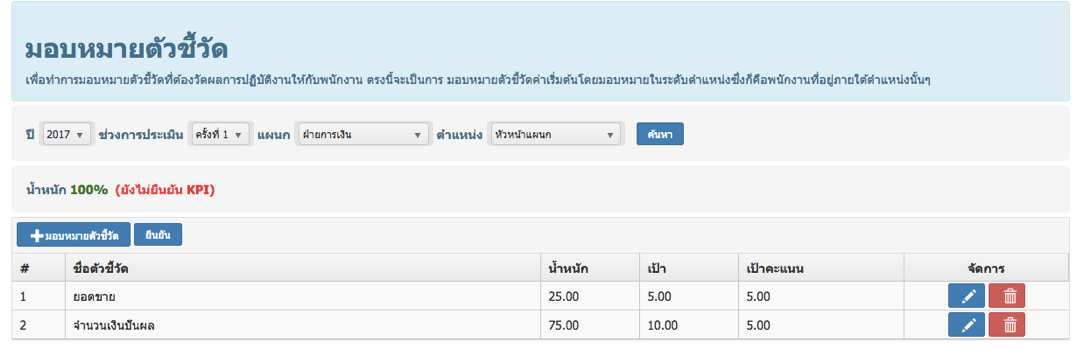 มอบหมายตัวชี้วัด
เพื่อทำการมอบหมายตัวชี้วัดที่ต้องวัดผลการปฏิบัติงานให้กับพนักงาน ตรงนี้จะเป็นการ มอบหมายตัวชี้วัดค่าเริ่มต้นโดยมอบหมายในระดับตำแหน่งซึ่งก็คือพนักงานที่อยู่ภายใต้ตำแหน่งนั้นๆ
ปี 2017 ช่วงการประเมิน ครั้งที่ 1 แผนก ฝ่ายการเงิน ตำแหน่ง หัวหน้าแผนก ค้นหา
น้ำหนัก 100% (ยังไม่ยืนยัน KPI)
มอบหมายตัวชี้วัด ยืนยัน
# ชื่อตัวชี้วัด น้ำหนัก เป้า เป้าคะแนน จัดการ
1 ยอดขาย 25.00 5.00 5.00
2 จำนวนเงินปันผล 75.00 10.00 5.00